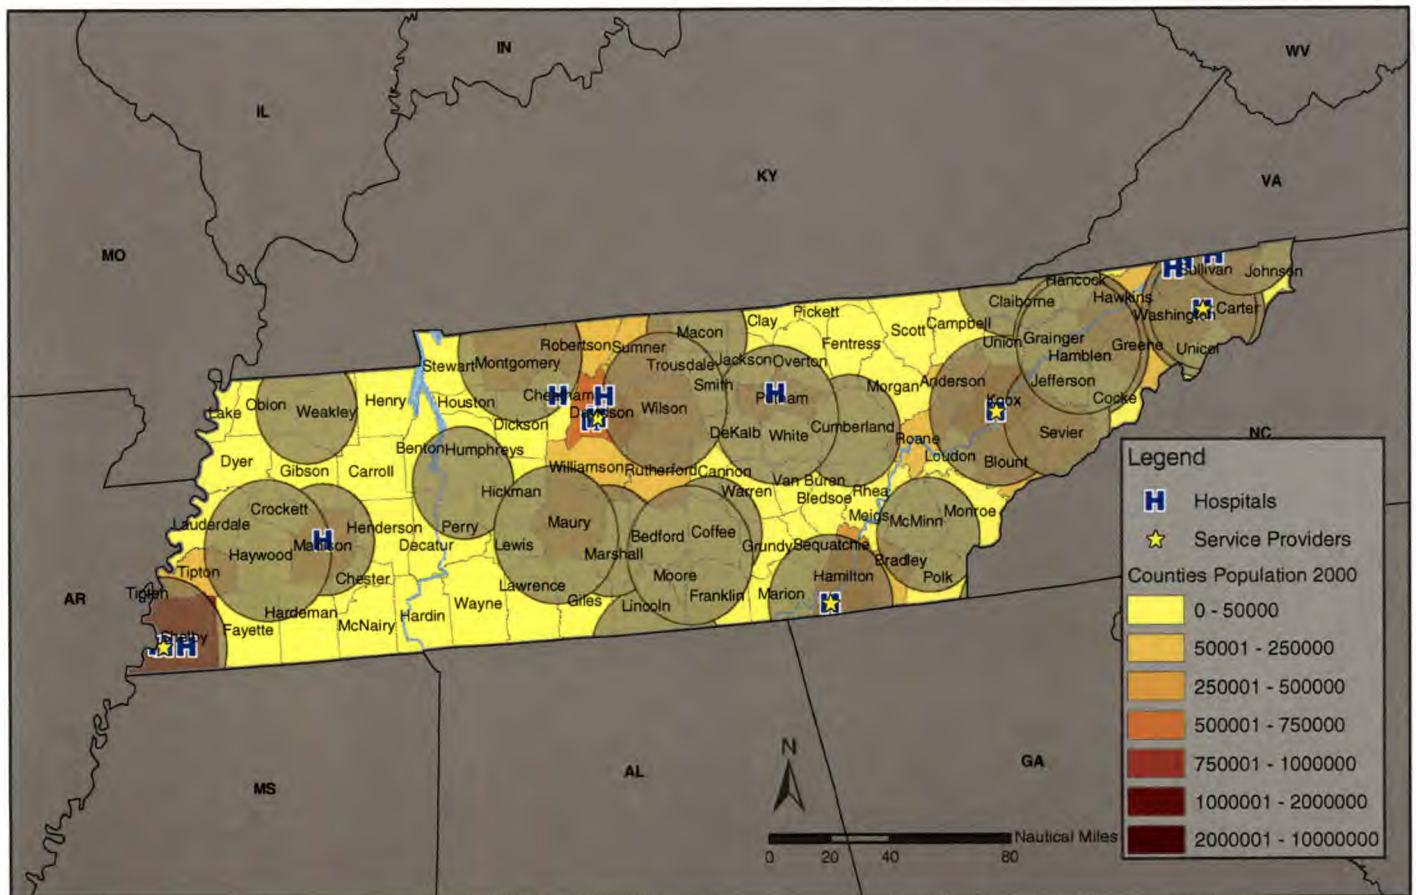 IN
WV
IL
KY
VA
MO
Hancock
Sullivan
Johnson
Claiborne
Hawkins
Washington
Carter
Pickett
Clay
Macon
Campbell
Scott
Robertson
Sumner
Fentress
Union
Grainger
Greene
Unicoi
Stewart
Montgomery
Trousdale
Jackson
Overton
Hamblen
Smith
Morgan
Anderson
Jefferson
Lake
Obion
Weakley
Henry
Houston
Cheatham
Davidson
Wilson
Putnam
Knox
Cocke
Dickson
DeKalb
White
Cumberland
Roane
Sevier
NC
Dyer
Gibson
Carroll
Benton
Humphreys
Williamson
Rutherford
Cannon
Van Buren
Loudon
Blount
Hickman
Warren
Bledsoe
Rhea
Crockett
Lauderdale
Henderson
Perry
Maury
Bedford
Coffee
Meigs
McMinn
Monroe
Haywood
Madison
Decatur
Lewis
Marshall
Grundy
Sequatchie
Bradley
Tipton
Chester
Lawrence
Moore
Hamilton
Polk
AR
Tipton
Hardeman
Hardin
Wayne
Giles
Lincoln
Franklin
Marion
Shelby
Fayette
McNairy
MS
AL
GA
N
Nautical Miles
0 20 40 80
Legend
H Hospitals
Service Providers
Counties Population 2000
0 - 50000
50001 - 250000
250001 - 500000
500001 - 750000
750001 - 1000000
1000001 - 2000000
2000001 - 10000000